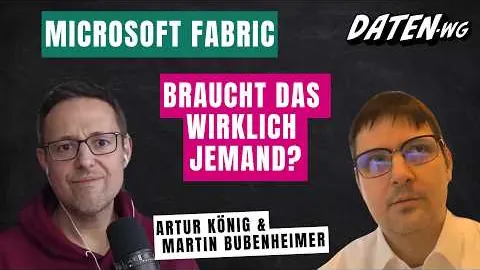 MICROSOFT FABRIC
DATEN-WG
BRAUCHT DAS
WIRKLICH
JEMAND?
ARTUR KÖNIG &
MARTIN BUBENHEIMER